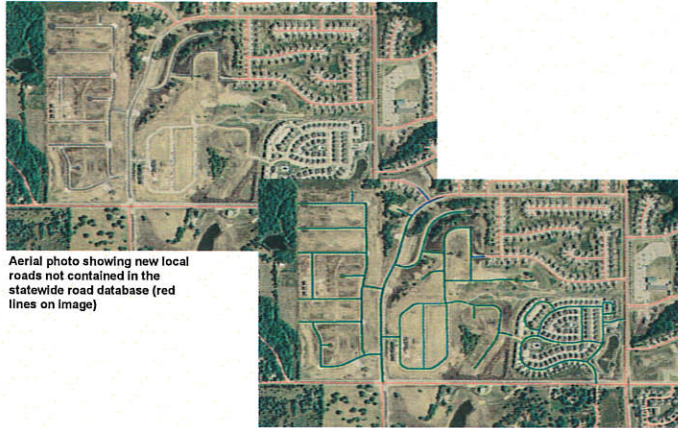 Aerial photo showing new local
roads not contained in the
statewide road database (red
lines on image)